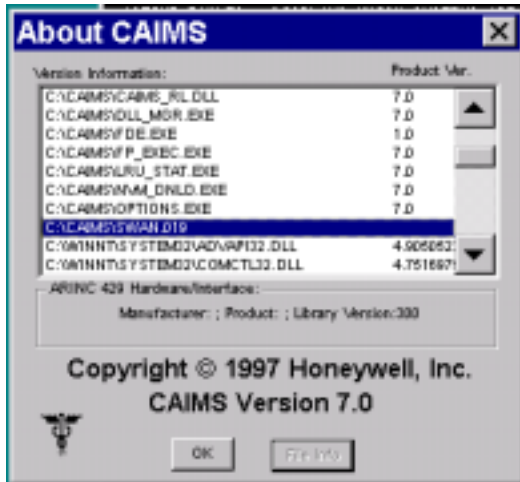 About CAIMS
Version Information: Product Ver.
C:\CAIMS\CAIMS_RL.DLL 7.0
C:\CAIMS\DLL_MGR.EXE 7.0
C:\CAIMS\FDE.EXE 1.0
C:\CAIMS\FP_EXEC.EXE 7.0
C:\CAIMS\LRU_STAT.EXE 7.0
C:\CAIMS\NVM_DNLD.EXE 7.0
C:\CAIMS\OPTIONS.EXE 7.0
C:\CAIMS\SWAN.019
C:\WINNT\SYSTEM32\ADVAPI32.DLL
C:\WINNT\SYSTEM32\COMCTL32.DLL
ARINC 429 Hardware/Interface:
Manufacturer: ; Product: ; Library Version:300
Copyright © 1997 Honeywell, Inc.
CAIMS Version 7.0
OK File Info